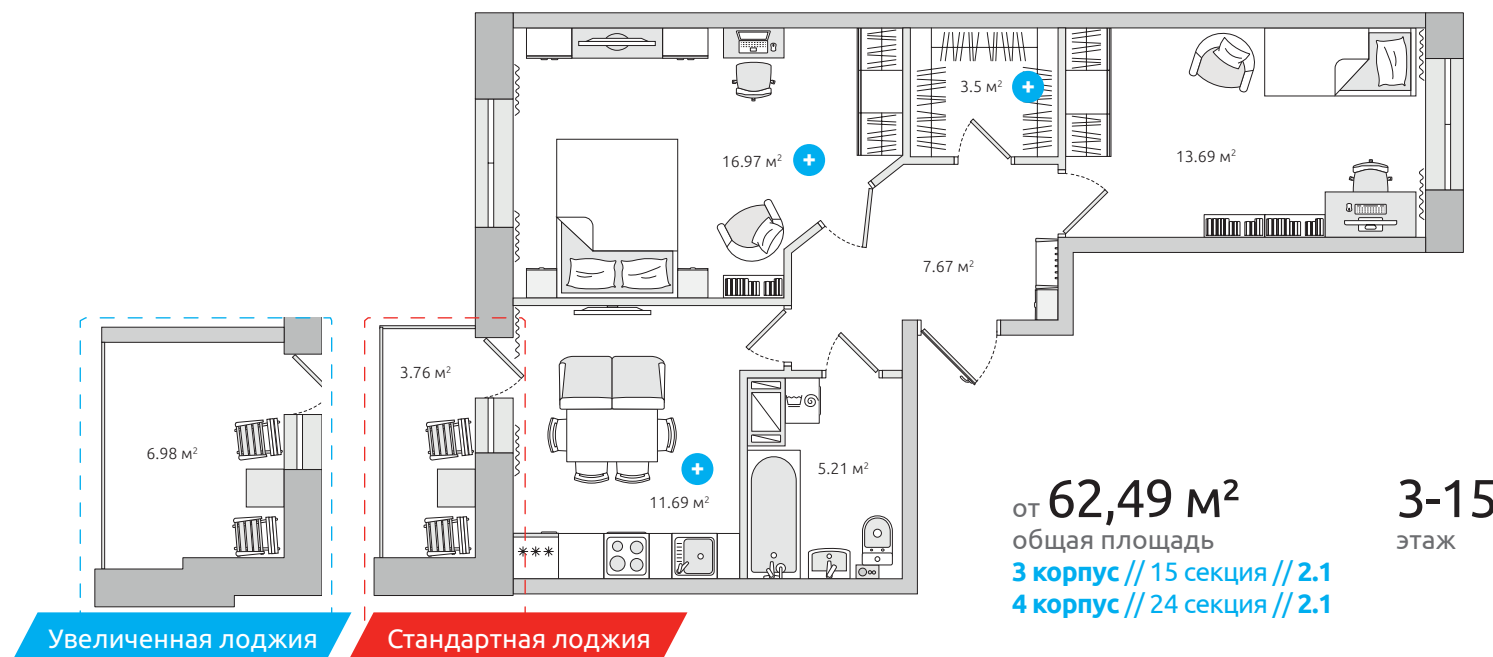 3.5 м²
16.97 м²
13.69 м²
7.67 м²
3.76 м²
6.98 м²
5.21 м²
11.69 м²
от 62,49 м²
общая площадь
3-15
этаж
3 корпус // 15 секция // 2.1
4 корпус // 24 секция // 2.1
Увеличенная лоджия
Стандартная лоджия